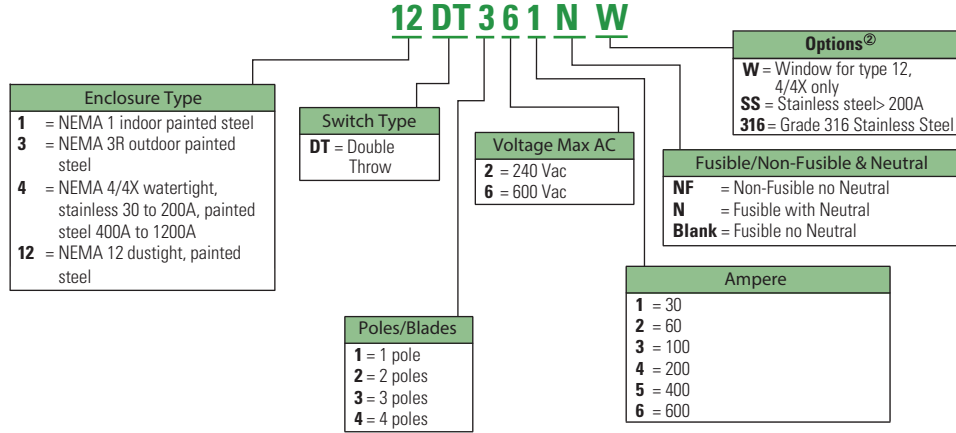 12 DT 3 6 1 N W
Enclosure Type
1 = NEMA 1 indoor painted steel
3 = NEMA 3R outdoor painted
steel
4 = NEMA 4/4X watertight,
stainless 30 to 200A, painted
steel 400A to 1200A
12 = NEMA 12 dustight, painted
steel
Switch Type
DT = Double
Throw
Poles/Blades
1 = 1 pole
2 = 2 poles
3 = 3 poles
4 = 4 poles
Voltage Max AC
2 = 240 Vac
6 = 600 Vac
Ampere
1 = 30
2 = 60
3 = 100
4 = 200
5 = 400
6 = 600
Fusible/Non-Fusible & Neutral
NF = Non-Fusible no Neutral
N = Fusible with Neutral
Blank = Fusible no Neutral
Options②
W = Window for type 12,
4/4X only
SS = Stainless steel> 200A
316 = Grade 316 Stainless Steel